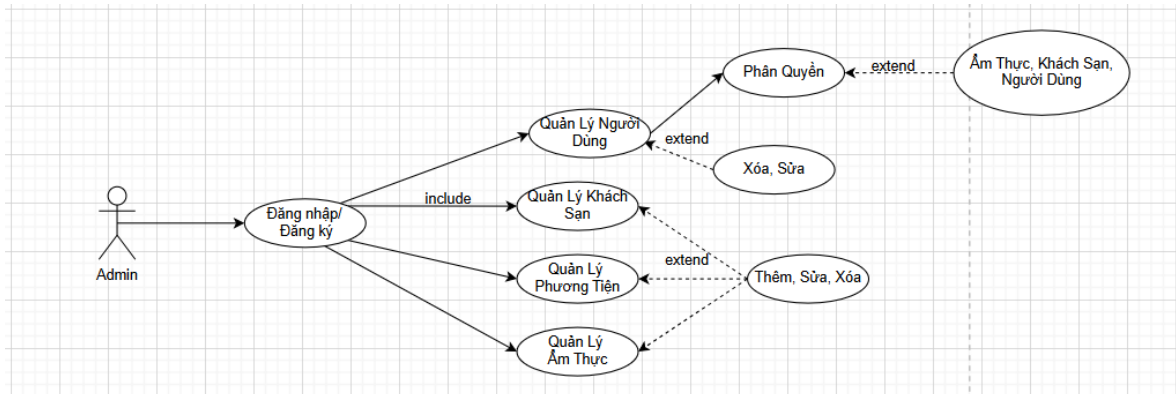 Phân Quyền
extend
Ẩm Thực, Khách Sạn,
Người Dùng
Quản Lý Người
Dùng
extend
Xóa, Sửa
include
Quản Lý Khách
Sạn
Đăng nhập/
Đăng ký
Admin
extend
Quản Lý
Phương Tiện
Thêm, Sửa, Xóa
Quản Lý
Ẩm Thực